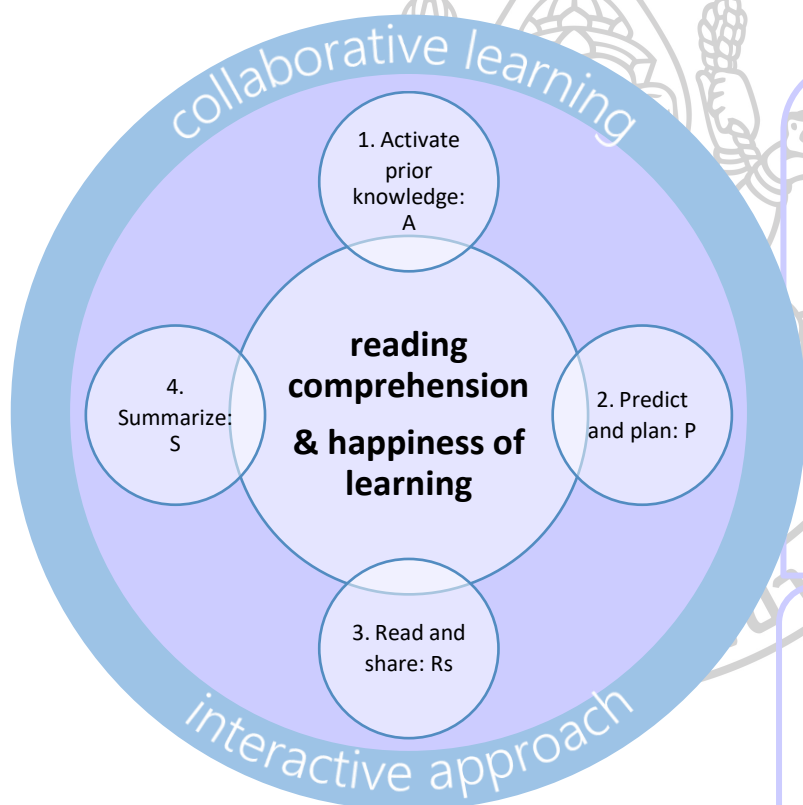 collaborative learning
1. Activate
prior
knowledge:
A
reading
comprehension
& happiness of
learning
4.
Summarize:
S
2. Predict
and plan: P
3. Read and
share: Rs
interactive approach